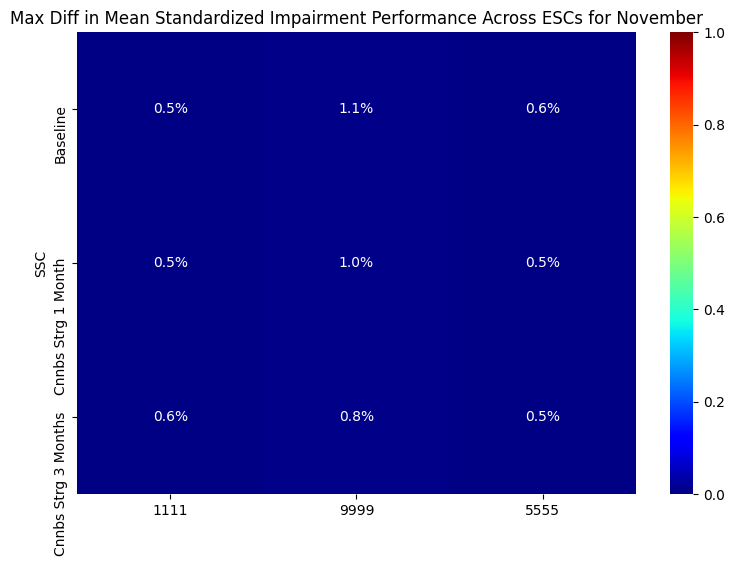 Max Diff in Mean Standardized Impairment Performance Across ESCs for November
SSC
Baseline
Cnnbs Strg 1 Month
Cnnbs Strg 3 Months
0.5% 1.1% 0.6%
0.5% 1.0% 0.5%
0.6% 0.8% 0.5%
1111 9999 5555
1.0
0.8
0.6
0.4
0.2
0.0